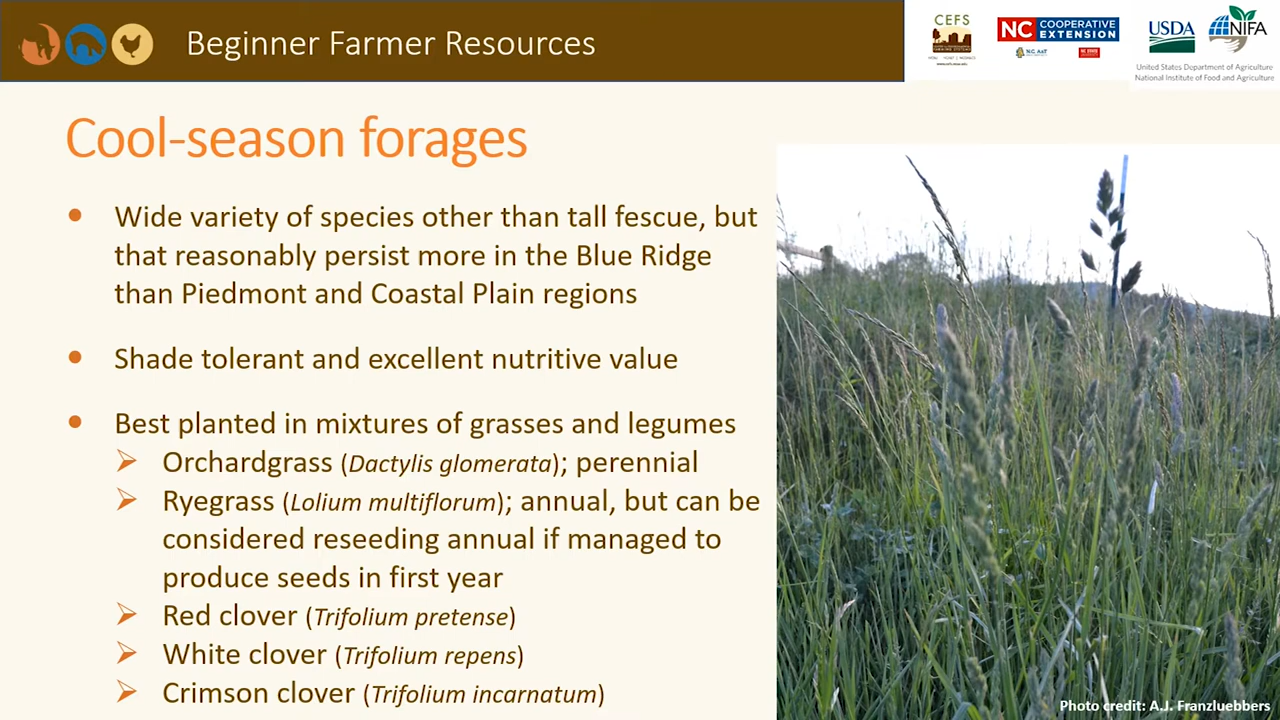 Beginner Farmer Resources
CEFS
NC COOPERATIVE
EXTENSION
USDA
NIFA
United States Department of Agriculture
National Institute of Food and Agriculture
Cool-season forages
Wide variety of species other than tall fescue, but
that reasonably persist more in the Blue Ridge
than Piedmont and Coastal Plain regions
Shade tolerant and excellent nutritive value
Best planted in mixtures of grasses and legumes
Orchardgrass (Dactylis glomerata); perennial
Ryegrass (Lolium multiflorum); annual, but can be
considered reseeding annual if managed to
produce seeds in first year
Red clover (Trifolium pretense)
White clover (Trifolium repens)
Crimson clover (Trifolium incarnatum)
Photo credit: A.J. Franzluebbers